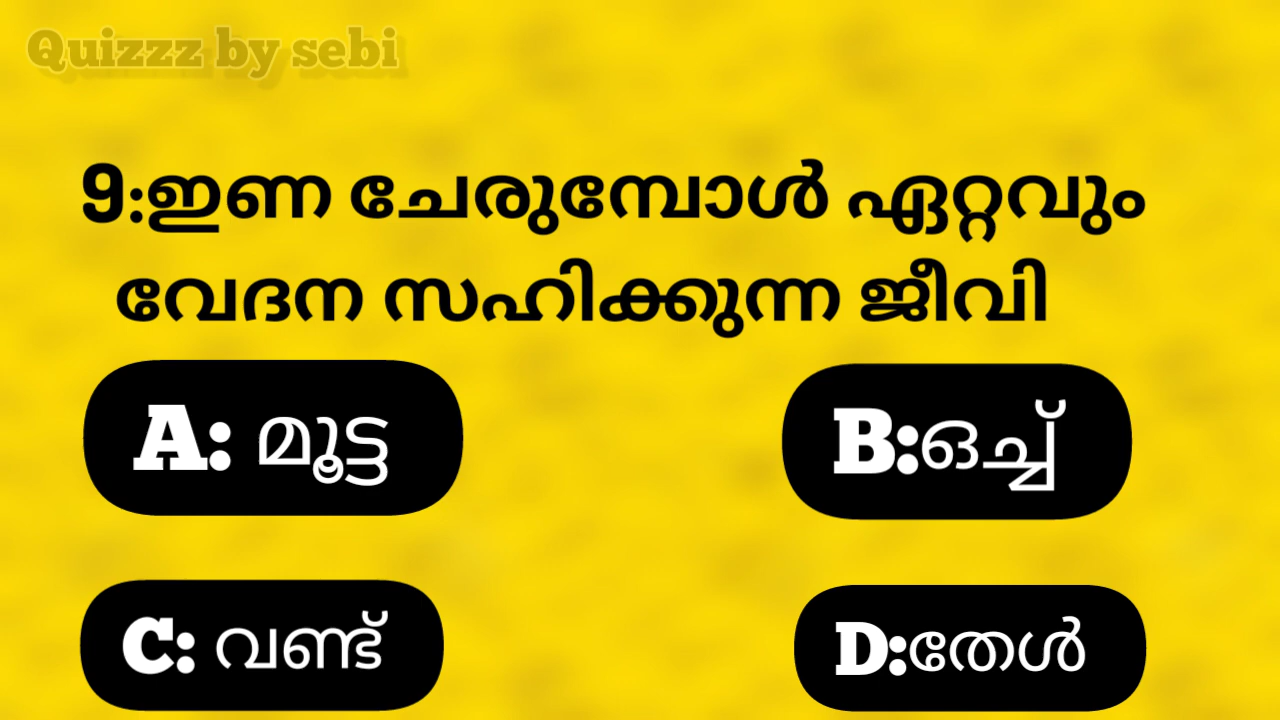 Quizzz by sebi
9:ഇണ ചേരുമ്പോൾ ഏറ്റവും
വേദന സഹിക്കുന്ന ജീവി
A: മൂട്ട
B:ഒച്ച്
C: വണ്ട്
D:തേൾ